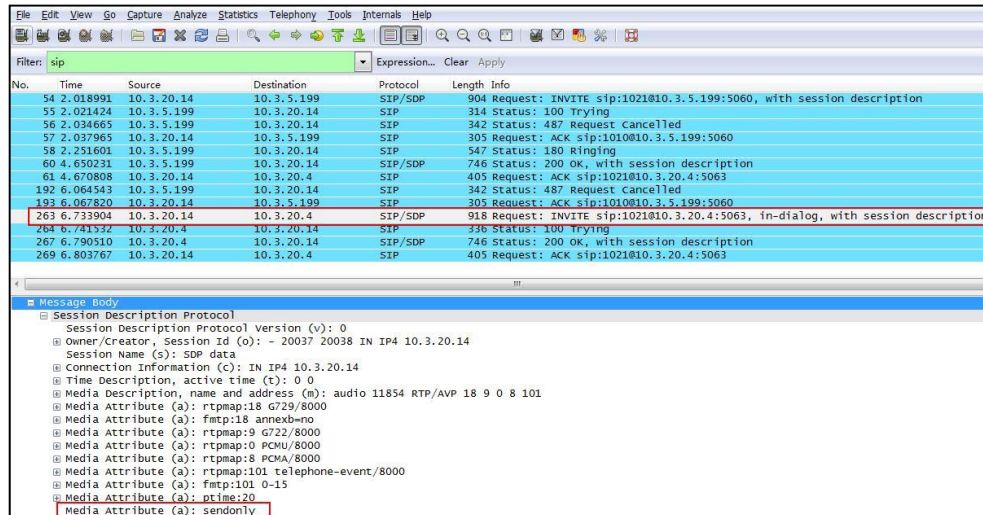 File Edit View Go Capture Analyze Statistics Telephony Tools Internals Help
Filter: sip Expression... Clear Apply
No. Time Source Destination Protocol Length Info
54 2.018991 10.3.20.14 10.3.5.199 SIP/SDP 904 Request: INVITE sip:1021@10.3.5.199:5060, with session description
55 2.021424 10.3.5.199 10.3.20.14 SIP 314 Status: 100 Trying
56 2.034665 10.3.5.199 10.3.20.14 SIP 342 Status: 487 Request Cancelled
57 2.037965 10.3.20.14 10.3.5.199 SIP 305 Request: ACK sip:1010@10.3.5.199:5060
58 2.251601 10.3.5.199 10.3.20.14 SIP 547 Status: 180 Ringing
60 4.650231 10.3.5.199 10.3.20.14 SIP/SDP 746 Status: 200 OK, with session description
61 4.670808 10.3.20.14 10.3.20.4 SIP 405 Request: ACK sip:1021@10.3.20.4:5063
192 6.064543 10.3.5.199 10.3.20.14 SIP 342 Status: 487 Request Cancelled
193 6.067820 10.3.20.14 10.3.5.199 SIP 305 Request: ACK sip:1010@10.3.5.199:5060
263 6.733904 10.3.20.14 10.3.20.4 SIP/SDP 918 Request: INVITE sip:1021@10.3.20.4:5063, in-dialog, with session description
264 6.741532 10.3.20.4 10.3.20.14 SIP 336 Status: 100 Trying
267 6.790510 10.3.20.4 10.3.20.14 SIP/SDP 746 Status: 200 OK, with session description
269 6.803767 10.3.20.14 10.3.20.4 SIP 405 Request: ACK sip:1021@10.3.20.4:5063
Message Body
Session Description Protocol
Session Description Protocol Version (v): 0
Owner/Creator, Session Id (o): - 20037 20038 IN IP4 10.3.20.14
Session Name (s): SDP data
Connection Information (c): IN IP4 10.3.20.14
Time Description, active time (t): 0 0
Media Description, name and address (m): audio 11854 RTP/AVP 18 9 0 8 101
Media Attribute (a): rtpmap:18 G729/8000
Media Attribute (a): fmtp:18 annexb=no
Media Attribute (a): rtpmap:9 G722/8000
Media Attribute (a): rtpmap:0 PCMU/8000
Media Attribute (a): rtpmap:8 PCMA/8000
Media Attribute (a): rtpmap:101 telephone-event/8000
Media Attribute (a): fmtp:101 0-15
Media Attribute (a): ptime:20
Media Attribute (a): sendonly